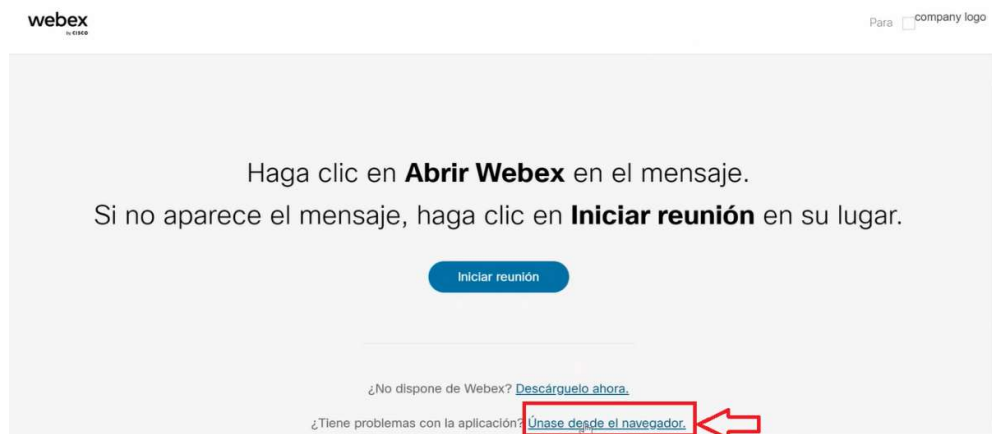 webex
by CISCO
Para company logo
Haga clic en Abrir Webex en el mensaje.
Si no aparece el mensaje, haga clic en Iniciar reunión en su lugar.
Iniciar reunión
¿No dispone de Webex? Descárguelo ahora.
¿Tiene problemas con la aplicación? Únase desde el navegador.